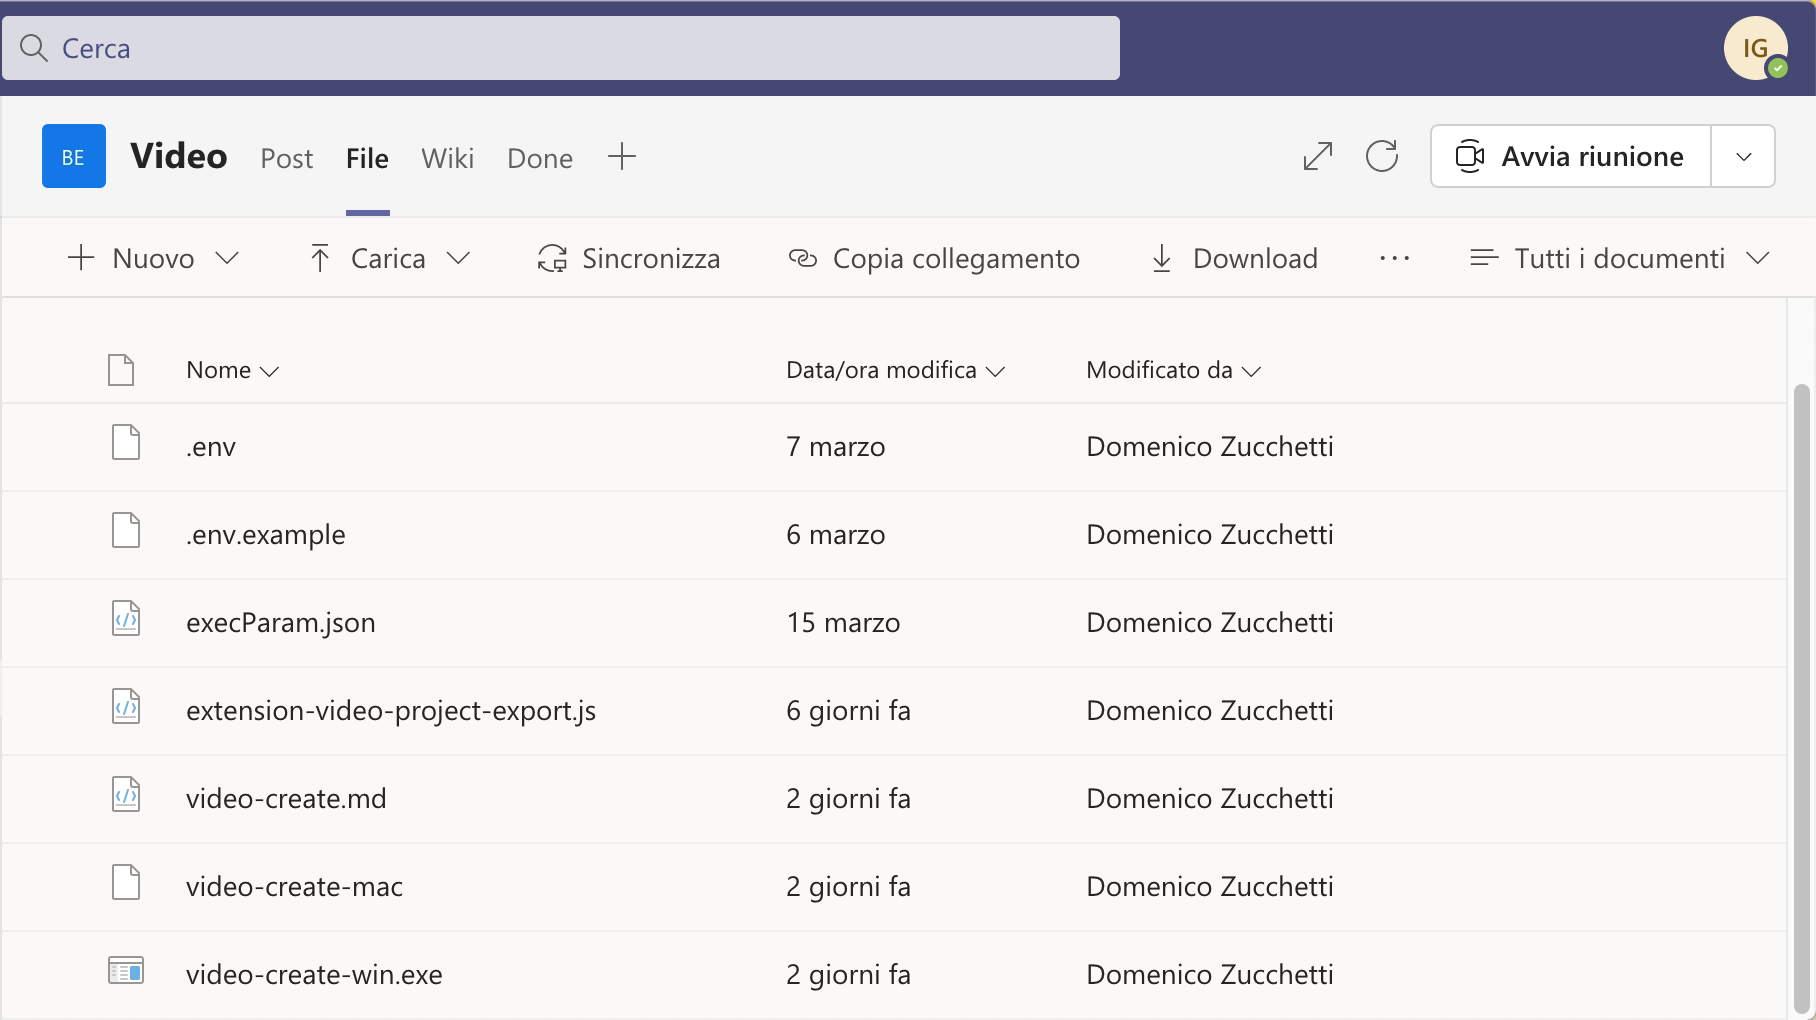 Cerca
IG
BE Video Post File Wiki Done Avvia riunione
Nuovo Carica Sincronizza Copia collegamento Download ··· Tutti i documenti
Nome Data/ora modifica Modificato da
.env 7 marzo Domenico Zucchetti
.env.example 6 marzo Domenico Zucchetti
execParam.json 15 marzo Domenico Zucchetti
extension-video-project-export.js 6 giorni fa Domenico Zucchetti
video-create.md 2 giorni fa Domenico Zucchetti
video-create-mac 2 giorni fa Domenico Zucchetti
video-create-win.exe 2 giorni fa Domenico Zucchetti